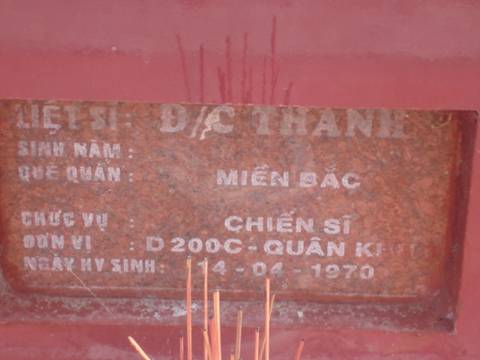 LIỆT SĨ : Đ/C THANH
SINH NĂM :
QUÊ QUÁN : MIỀN BẮC
CHỨC VỤ : CHIẾN SĨ
ĐƠN VỊ : D200C - QUÂN
NGÀY HY SINH : 14 - 04 - 1970